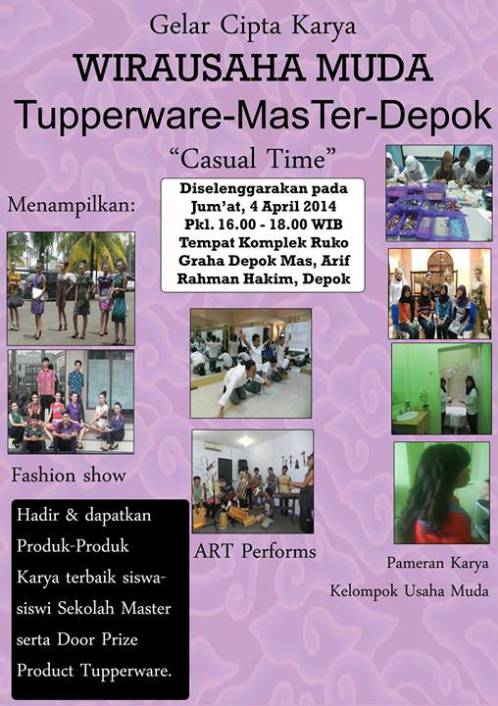 Gelar Cipta Karya
WIRAUSAHA MUDA
Tupperware-MasTer-Depok
“Casual Time”
Diselenggarakan pada
Jum’at, 4 April 2014
Pkl. 16.00 - 18.00 WIB
Tempat Komplek Ruko
Graha Depok Mas, Arif
Rahman Hakim, Depok
Menampilkan:
Fashion show
ART Performs
Pameran Karya
Kelompok Usaha Muda
Hadir & dapatkan
Produk-Produk
Karya terbaik siswa-
siswi Sekolah Master
serta Door Prize
Product Tupperware.